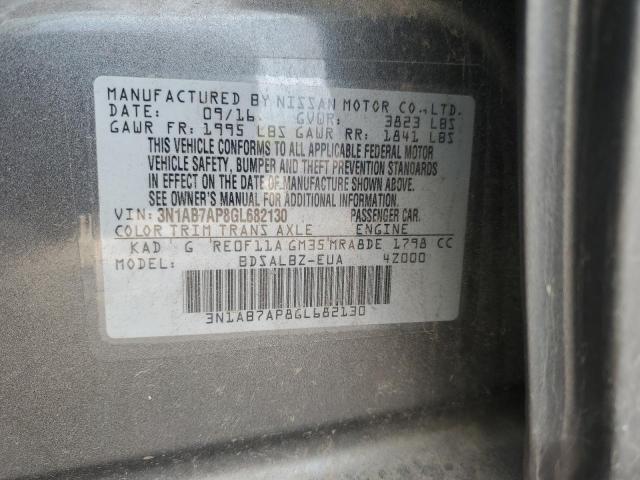 MANUFACTURED BY NISSAN MOTOR CO.,LTD.
DATE: 09/16 GVWR: 3823 LBS
GAWR FR: 1995 LBS GAWR RR: 1841 LBS
THIS VEHICLE CONFORMS TO ALL APPLICABLE FEDERAL MOTOR
VEHICLE SAFETY, BUMPER AND THEFT PREVENTION STANDARDS
IN EFFECT ON THE DATE OF MANUFACTURE SHOWN ABOVE.
SEE OWNER'S MANUAL FOR ADDITIONAL INFORMATION.
VIN: 3N1AB7AP8GL682130 PASSENGER CAR.
COLOR TRIM TRANS AXLE ENGINE
KAD G RE0F11A GM35 MRA8DE 1798 CC
MODEL: BDSALBZ-EUA 4Z000
3N1AB7AP8GL682130